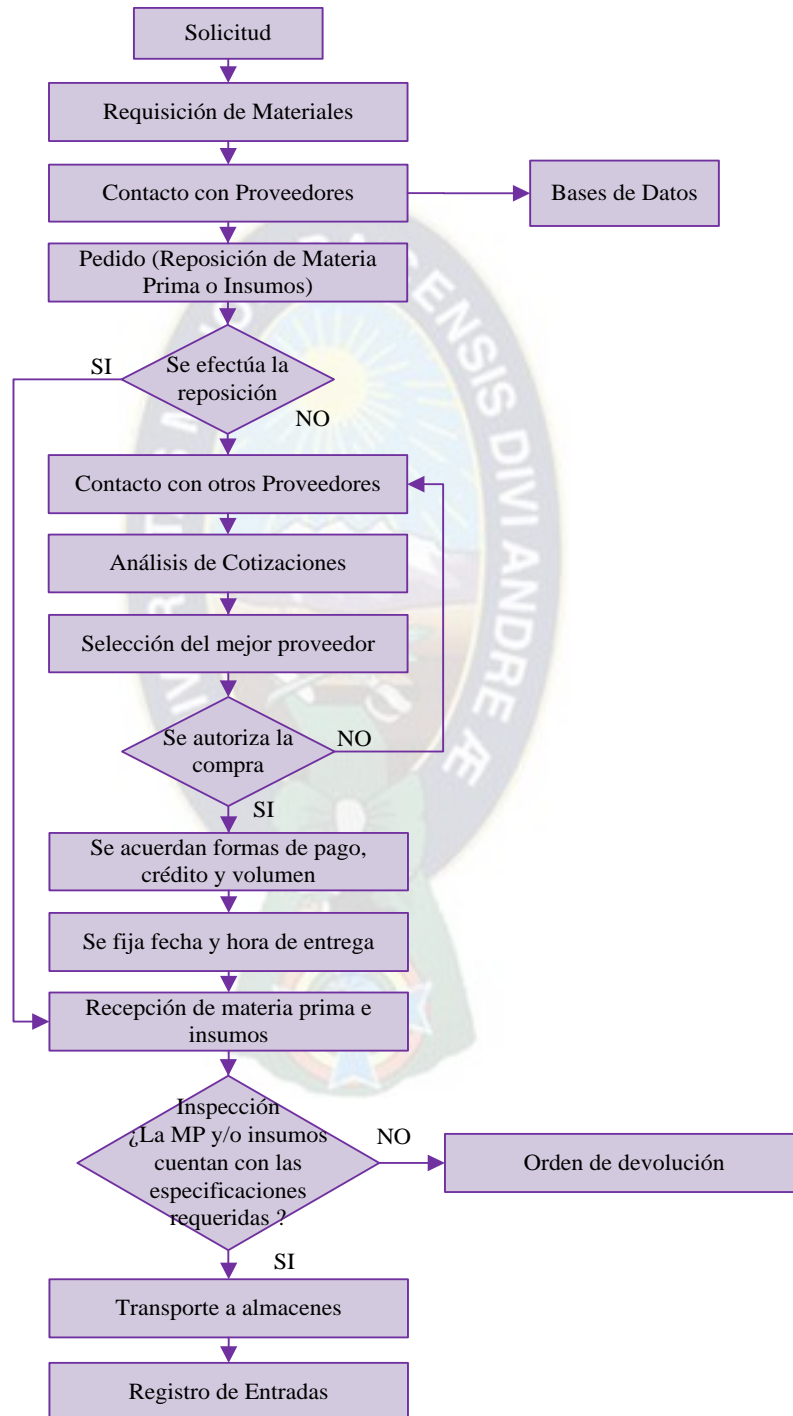 Solicitud
Requisición de Materiales
Contacto con Proveedores
Bases de Datos
Pedido (Reposición de Materia
Prima o Insumos)
Se efectúa la
reposición
SI
NO
Contacto con otros Proveedores
Análisis de Cotizaciones
Selección del mejor proveedor
Se autoriza la
compra
NO
SI
Se acuerdan formas de pago,
crédito y volumen
Se fija fecha y hora de entrega
Recepción de materia prima e
insumos
Inspección
¿La MP y/o insumos
cuentan con las
especificaciones
requeridas ?
NO
Orden de devolución
SI
Transporte a almacenes
Registro de Entradas
ENSIS DIVI ANDRE Æ